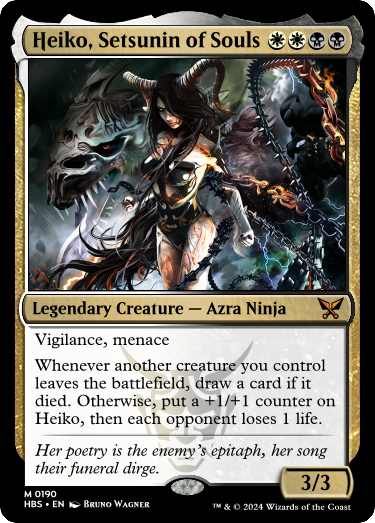 Heiko, Setsunin of Souls
Legendary Creature — Azra Ninja
Vigilance, menace
Whenever another creature you control
leaves the battlefield, draw a card if it
died. Otherwise, put a +1/+1 counter on
Heiko, then each opponent loses 1 life.
Her poetry is the enemy's epitaph, her song
their funeral dirge.
3/3
M 0190
HBS • EN Bruno Wagner
™ & © 2024 Wizards of the Coast